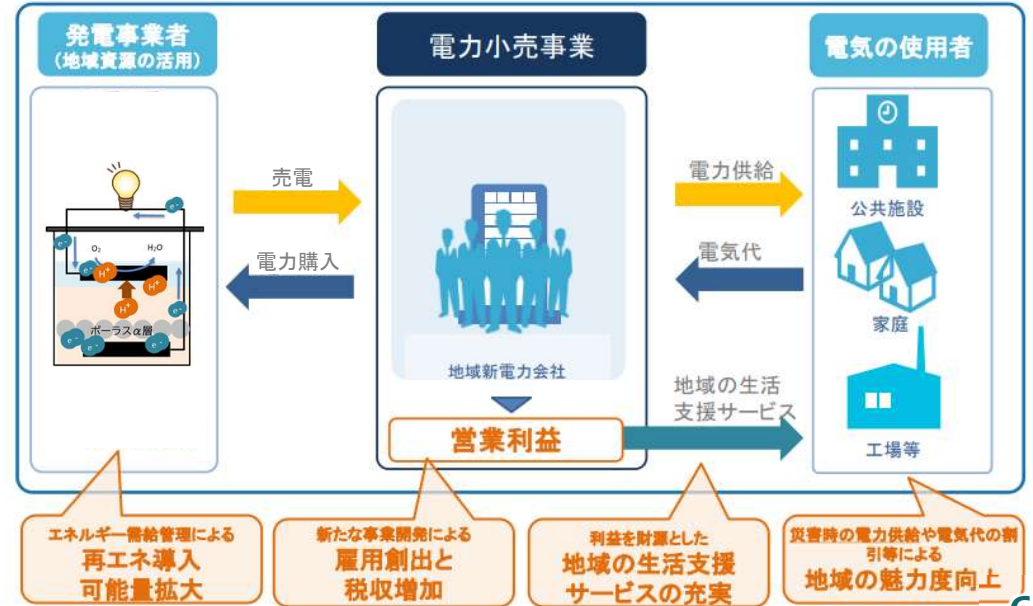 発電事業者
(地域資源の活用)
電力小売事業
電気の使用者
売電
電力購入
電力供給
電気代
公共施設
家庭
工場等
e-
e-
e-
O₂
H₂O
e-
H⁺
H⁺
H⁺
e-
ポーラスα層
e-
e-
e-
地域新電力会社
営業利益
地域の生活
支援サービス
エネルギー需給管理による
再エネ導入
可能量拡大
新たな事業開発による
雇用創出と
税収増加
利益を財源とした
地域の生活支援
サービスの充実
災害時の電力供給や電気代の割
引等による
地域の魅力度向上